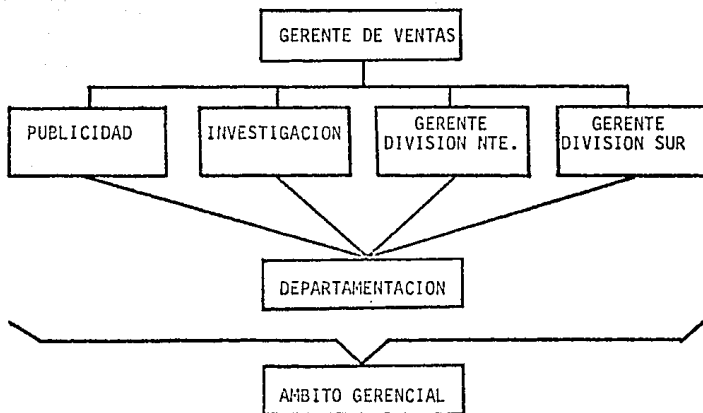 GERENTE DE VENTAS
PUBLICIDAD
INVESTIGACION
GERENTE
DIVISION NTE.
GERENTE
DIVISION SUR
DEPARTAMENTACION
AMBITO GERENCIAL